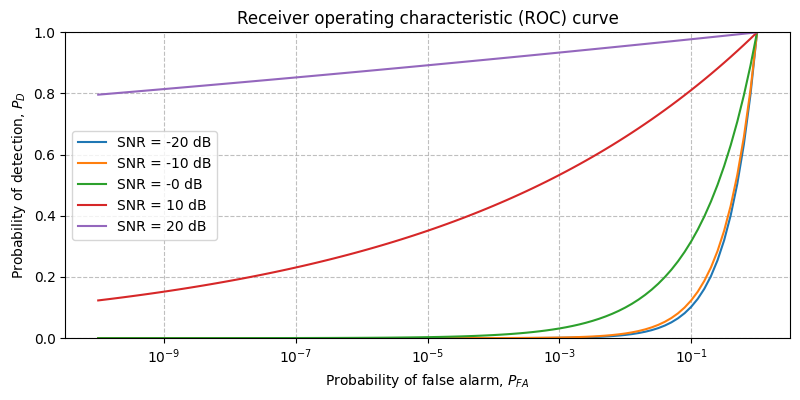 Receiver operating characteristic (ROC) curve
Probability of detection, $P_D$
1.0
0.8
0.6
0.4
0.2
0.0
SNR = -20 dB
SNR = -10 dB
SNR = -0 dB
SNR = 10 dB
SNR = 20 dB
10⁻⁹ 10⁻⁷ 10⁻⁵ 10⁻³ 10⁻¹
Probability of false alarm, $P_{FA}$